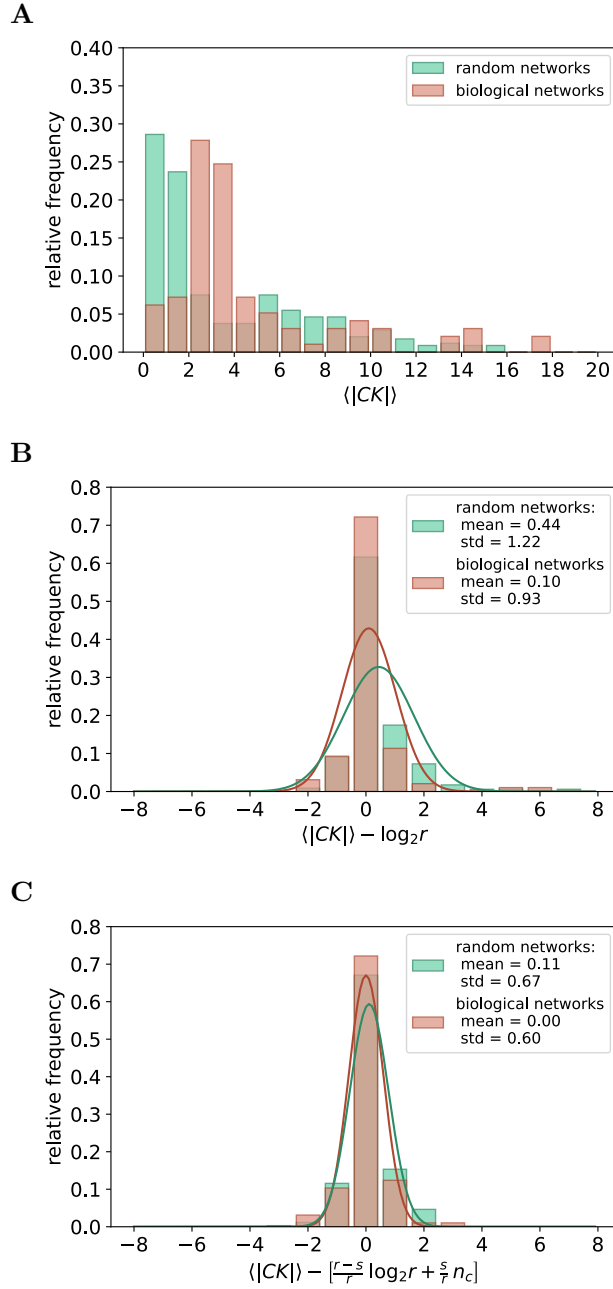 A
0.40
0.35
0.30
0.25
0.20
0.15
0.10
0.05
0.00
relative frequency
random networks
biological networks
0 2 4 6 8 10 12 14 16 18 20
⟨|CK|⟩
B
0.8
0.7
0.6
0.5
0.4
0.3
0.2
0.1
0.0
relative frequency
random networks:
mean = 0.44
std = 1.22
biological networks
mean = 0.10
std = 0.93
−8 −6 −4 −2 0 2 4 6 8
⟨|CK|⟩ − log₂r
C
0.8
0.7
0.6
0.5
0.4
0.3
0.2
0.1
0.0
relative frequency
random networks:
mean = 0.11
std = 0.67
biological networks
mean = 0.00
std = 0.60
−8 −6 −4 −2 0 2 4 6 8
⟨|CK|⟩ − [\frac{r−s}{r} log₂r + \frac{s}{r} n_c]